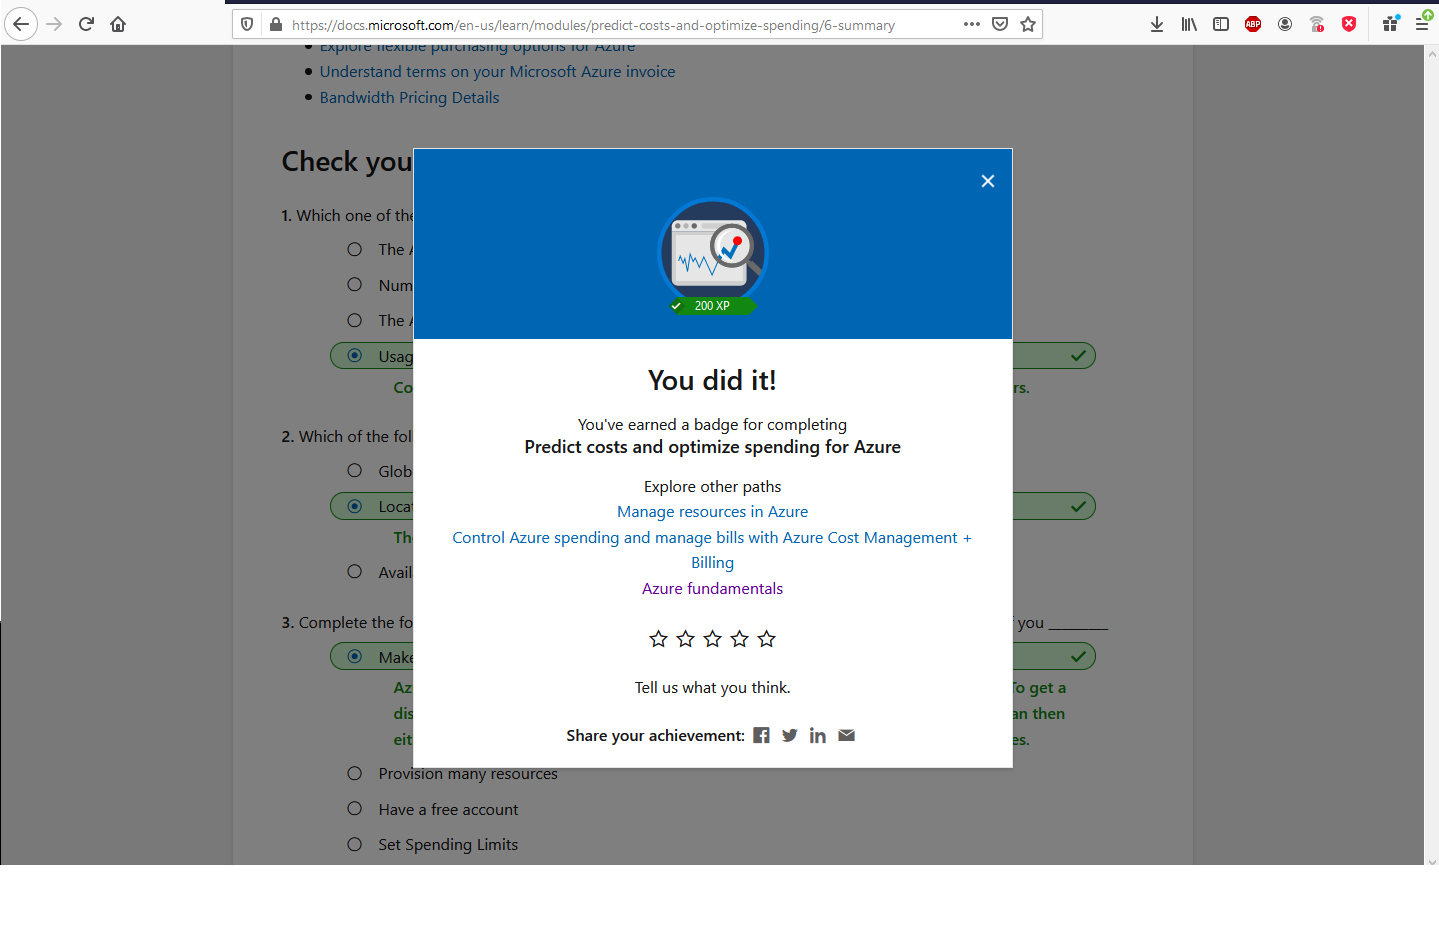 https://docs.microsoft.com/en-us/learn/modules/predict-costs-and-optimize-spending/6-summary
ABP
Explore flexible purchasing options for Azure
Understand terms on your Microsoft Azure invoice
Bandwidth Pricing Details
Check you
1. Which one of the
The A
Num
The A
Usag
Co
rs.
2. Which of the fol
Glob
Locat
Th
Avail
3. Complete the fo
you ________
Make
Az
To get a
dis
an then
eit
es.
Provision many resources
Have a free account
Set Spending Limits
200 XP
You did it!
You've earned a badge for completing
Predict costs and optimize spending for Azure
Explore other paths
Manage resources in Azure
Control Azure spending and manage bills with Azure Cost Management +
Billing
Azure fundamentals
Tell us what you think.
Share your achievement: